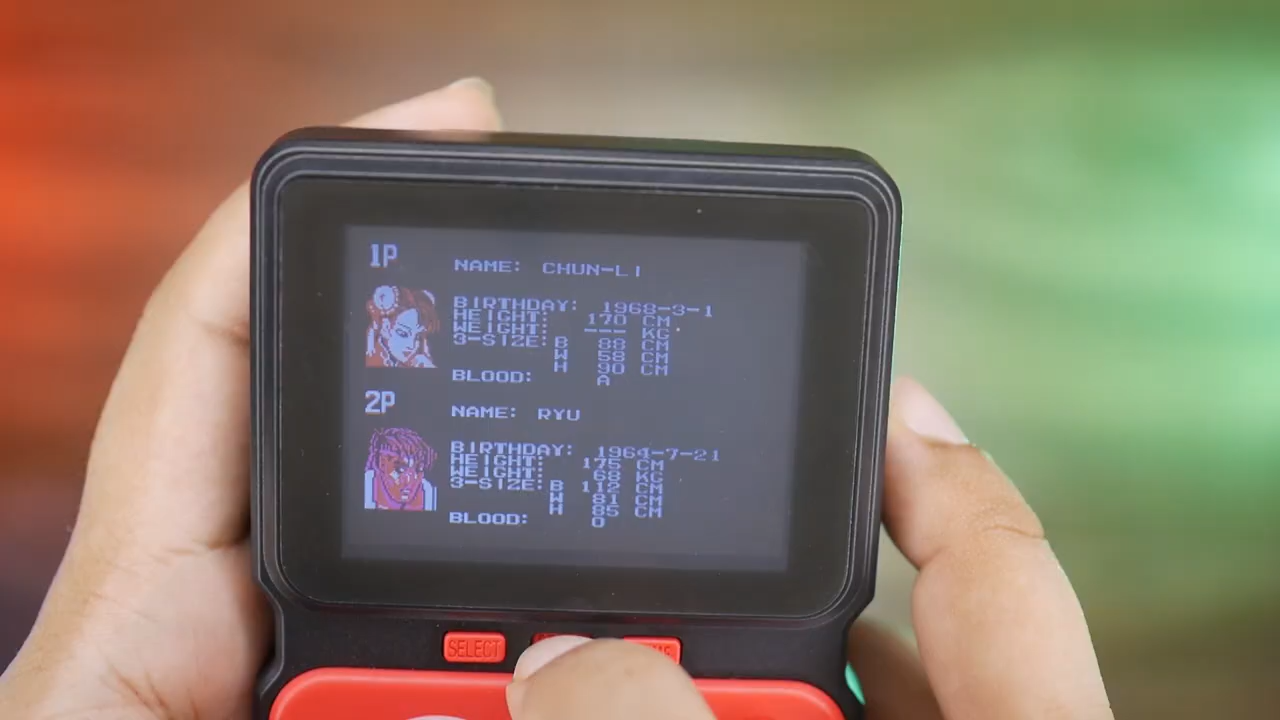 1P
NAME: CHUN-LI
BIRTHDAY: 1968-3-1
HEIGHT: 170 CM
WEIGHT: --- KG
3-SIZE: B 88 CM
W 58 CM
H 90 CM
BLOOD: A
2P
NAME: RYU
BIRTHDAY: 1964-7-21
HEIGHT: 175 CM
WEIGHT: 68 KG
3-SIZE: B 112 CM
W 81 CM
H 85 CM
BLOOD: O
SELECT